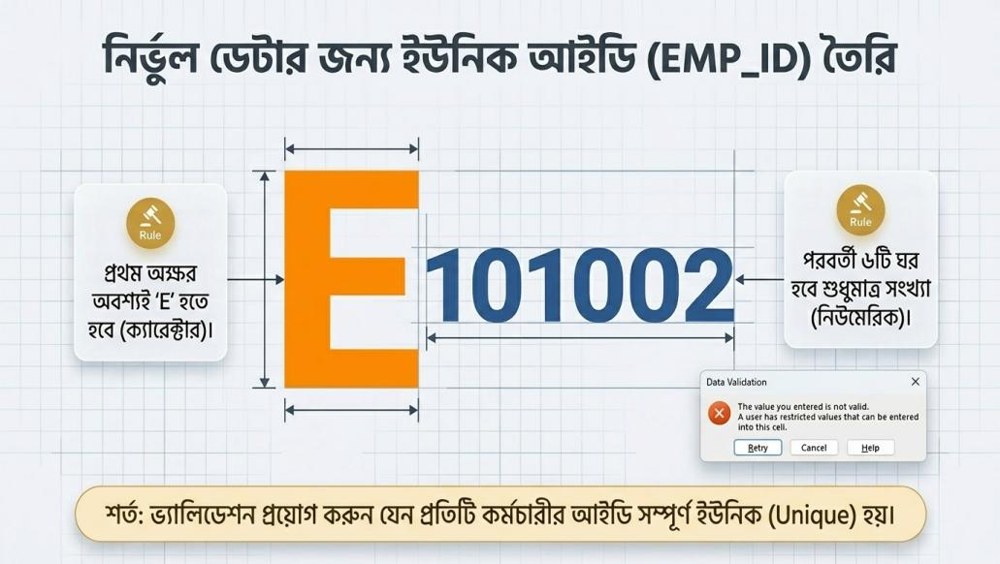 নির্ভুল ডেটার জন্য ইউনিক আইডি (EMP_ID) তৈরি
Rule
প্রথম অক্ষর
অবশ্যই ‘E’ হতে
হবে (ক্যারেক্টার)।
E
101002
Rule
পরবর্তী ৬টি ঘর
হবে শুধুমাত্র সংখ্যা
(নিউমেরিক)।
Data Validation
The value you entered is not valid.
A user has restricted values that can be entered
into this cell.
Retry Cancel Help
শর্ত: ভ্যালিডেশন প্রয়োগ করুন যেন প্রতিটি কর্মচারীর আইডি সম্পূর্ণ ইউনিক (Unique) হয়।